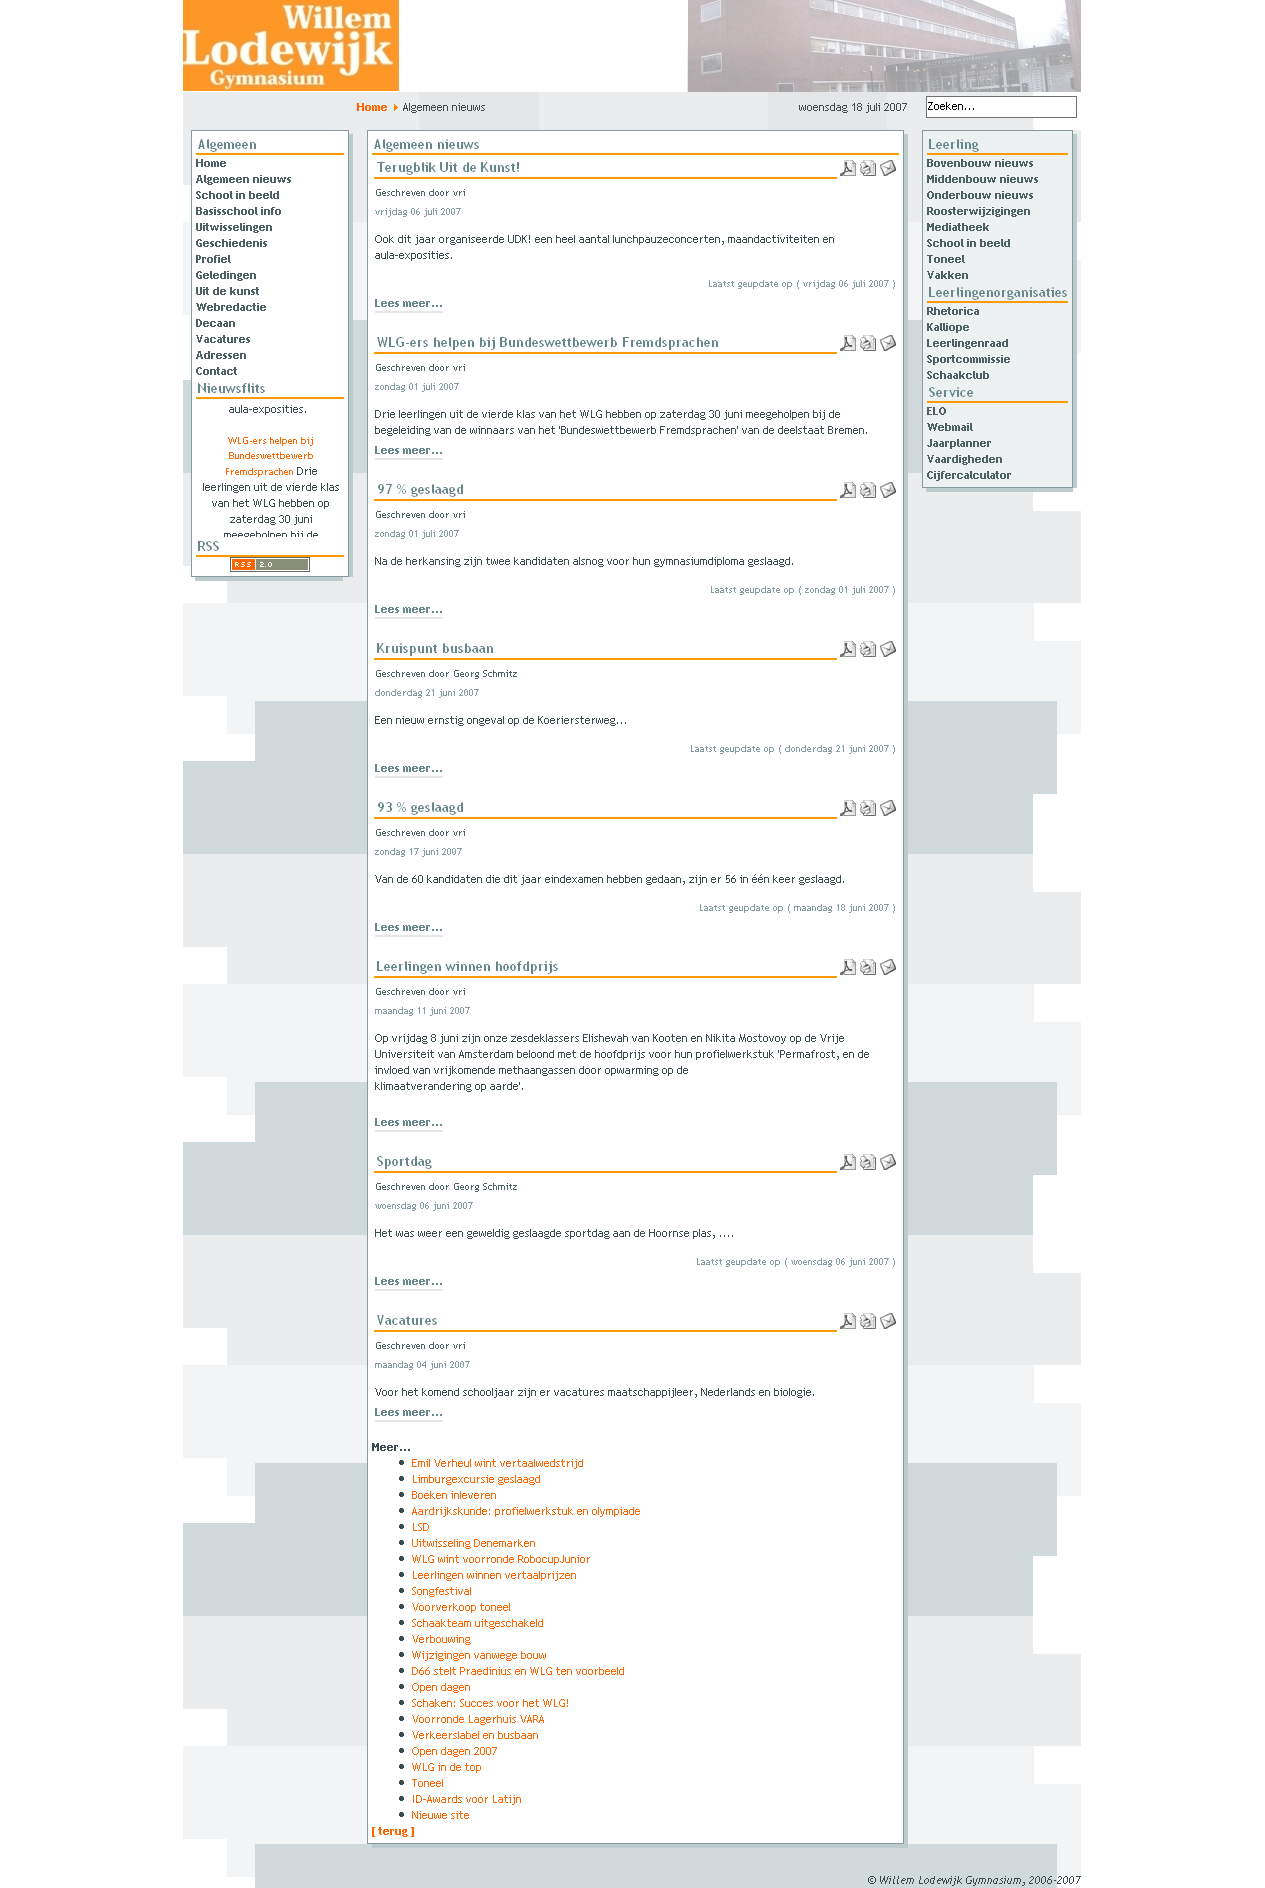 Willem
Lodewijk
Gymnasium
Home Algemeen nieuws
woensdag 18 juli 2007
Zoeken...
Algemeen
Home
Algemeen nieuws
School in beeld
Basisschool info
Uitwisselingen
Geschiedenis
Profiel
Geledingen
Uit de kunst
Webredactie
Decaan
Vacatures
Adressen
Contact
Nieuwsflits
aula-exposities.
WLG-ers helpen bij
Bundeswettbewerb
Fremdsprachen Drie
leerlingen uit de vierde klas
van het WLG hebben op
zaterdag 30 juni
meegeholpen bij de
RSS
RSS 2.0
Algemeen nieuws
Terugblik Uit de Kunst!
Geschreven door vri
vrijdag 06 juli 2007
Ook dit jaar organiseerde UDK! een heel aantal lunchpauzeconcerten, maandactiviteiten en
aula-exposities.
Laatst geupdate op ( vrijdag 06 juli 2007 )
Lees meer...
WLG-ers helpen bij Bundeswettbewerb Fremdsprachen
Geschreven door vri
zondag 01 juli 2007
Drie leerlingen uit de vierde klas van het WLG hebben op zaterdag 30 juni meegeholpen bij de
begeleiding van de winnaars van het 'Bundeswettbewerb Fremdsprachen' van de deelstaat Bremen.
Lees meer...
97 % geslaagd
Geschreven door vri
zondag 01 juli 2007
Na de herkansing zijn twee kandidaten alsnog voor hun gymnasiumdiploma geslaagd.
Laatst geupdate op ( zondag 01 juli 2007 )
Lees meer...
Kruispunt busbaan
Geschreven door Georg Schmitz
donderdag 21 juni 2007
Een nieuw ernstig ongeval op de Koeriersterweg...
Laatst geupdate op ( donderdag 21 juni 2007 )
Lees meer...
93 % geslaagd
Geschreven door vri
zondag 17 juni 2007
Van de 60 kandidaten die dit jaar eindexamen hebben gedaan, zijn er 56 in één keer geslaagd.
Laatst geupdate op ( maandag 18 juni 2007 )
Lees meer...
Leerlingen winnen hoofdprijs
Geschreven door vri
maandag 11 juni 2007
Op vrijdag 8 juni zijn onze zesdeklassers Elishevah van Kooten en Nikita Mostovoy op de Vrije
Universiteit van Amsterdam beloond met de hoofdprijs voor hun profielwerkstuk 'Permafrost, en de
invloed van vrijkomende methaangassen door opwarming op de
klimaatverandering op aarde'.
Lees meer...
Sportdag
Geschreven door Georg Schmitz
woensdag 06 juni 2007
Het was weer een geweldig geslaagde sportdag aan de Hoornse plas, ....
Laatst geupdate op ( woensdag 06 juni 2007 )
Lees meer...
Vacatures
Geschreven door vri
maandag 04 juni 2007
Voor het komend schooljaar zijn er vacatures maatschappijleer, Nederlands en biologie.
Lees meer...
Meer...
Emil Verheul wint vertaalwedstrijd
Limburgexcursie geslaagd
Boeken inleveren
Aardrijkskunde: profielwerkstuk en olympiade
LSD
Uitwisseling Denemarken
WLG wint voorronde RobocupJunior
Leerlingen winnen vertaalprijzen
Songfestival
Voorverkoop toneel
Schaakteam uitgeschakeld
Verbouwing
Wijzigingen vanwege bouw
D66 stelt Praedinius en WLG ten voorbeeld
Open dagen
Schaken: Succes voor het WLG!
Voorronde Lagerhuis VARA
Verkeerslabel en busbaan
Open dagen 2007
WLG in de top
Toneel
ID-Awards voor Latijn
Nieuwe site
[ terug ]
Leerling
Bovenbouw nieuws
Middenbouw nieuws
Onderbouw nieuws
Roosterwijzigingen
Mediatheek
School in beeld
Toneel
Vakken
Leerlingenorganisaties
Rhetorica
Kalliope
Leerlingenraad
Sportcommissie
Schaakclub
Service
ELO
Webmail
Jaarplanner
Vaardigheden
Cijfercalculator
© Willem Lodewijk Gymnasium, 2006-2007